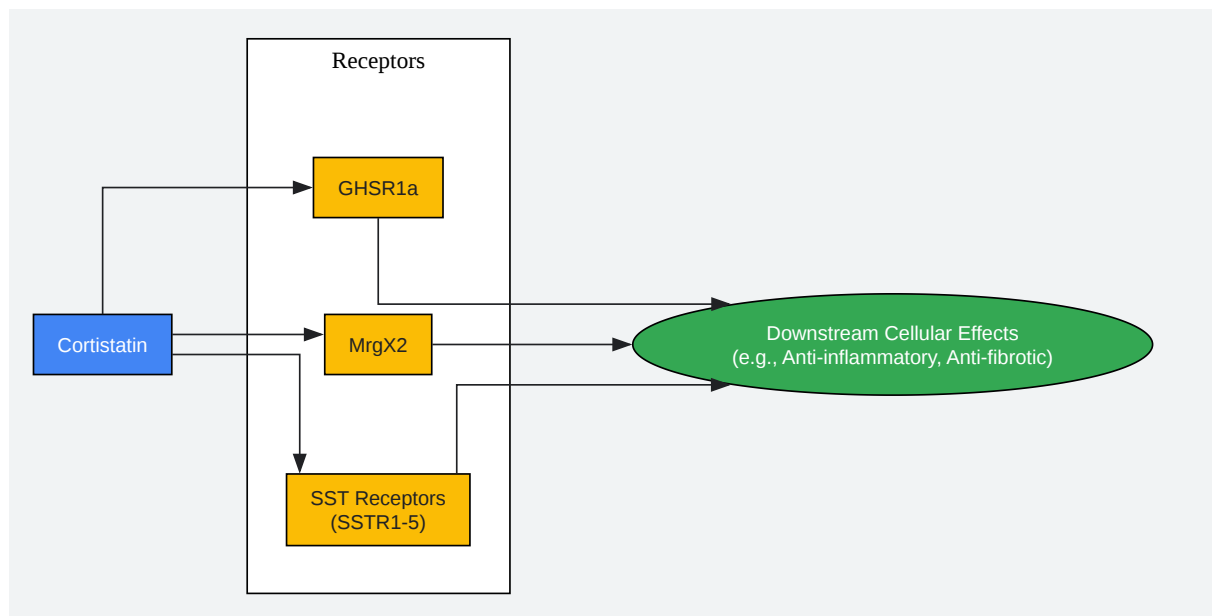 Receptors
GHSR1a
Cortistatin
MrgX2
Downstream Cellular Effects
(e.g., Anti-inflammatory, Anti-fibrotic)
SST Receptors
(SSTR1-5)